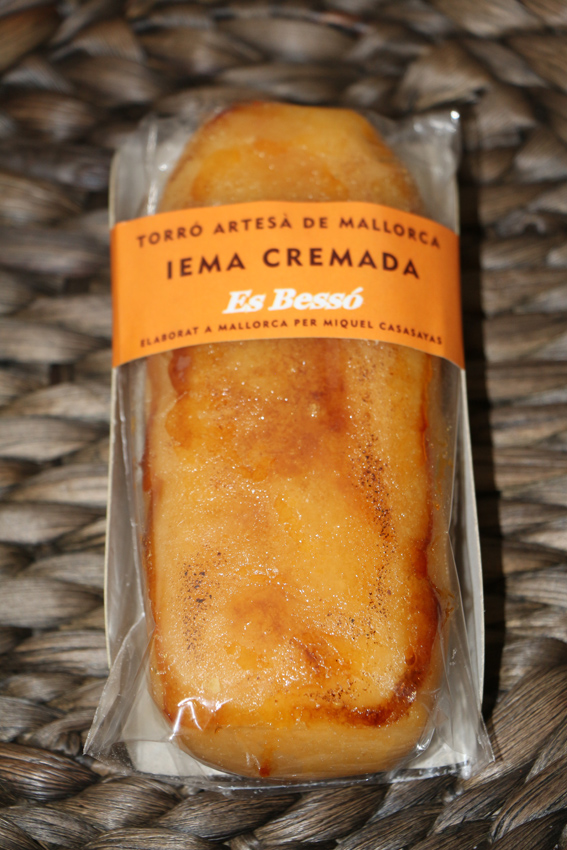 TORRÓ ARTESÀ DE MALLORCA
IEMA CREMADA
Es Bessó
ELABORAT A MALLORCA PER MIQUEL CASASAYAS